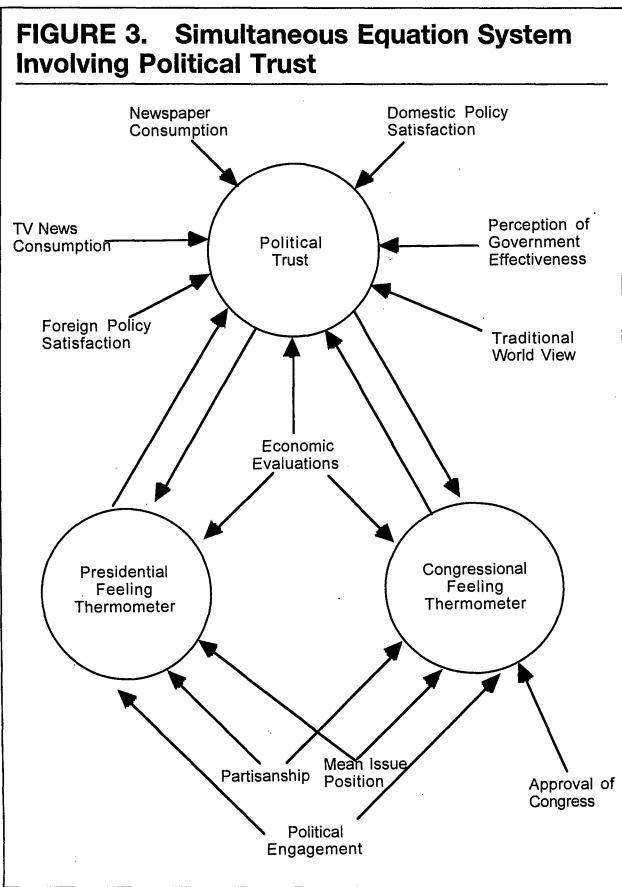 FIGURE 3. Simultaneous Equation System
Involving Political Trust
Newspaper
Consumption
Domestic Policy
Satisfaction
TV News
Consumption
Political
Trust
Perception of
Government
Effectiveness
Foreign Policy
Satisfaction
Traditional
World View
Economic
Evaluations
Presidential
Feeling
Thermometer
Congressional
Feeling
Thermometer
Partisanship
Mean Issue
Position
Approval of
Congress
Political
Engagement